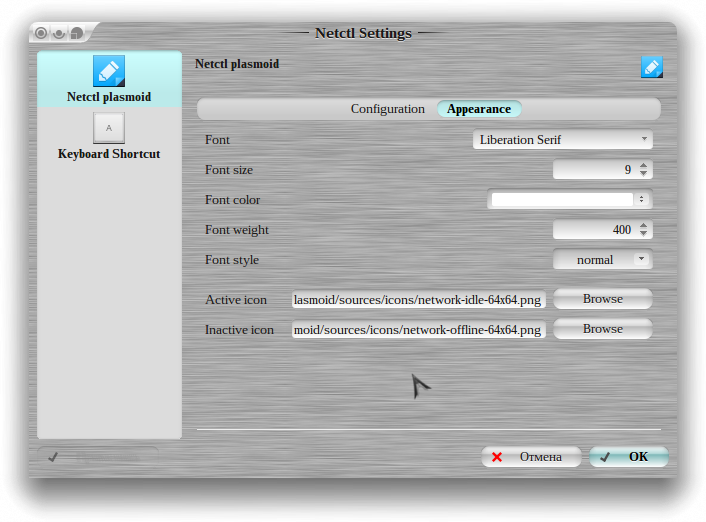 Netctl Settings
Netctl plasmoid
Netctl plasmoid
A
Keyboard Shortcut
Configuration Appearance
Font Liberation Serif
Font size 9
Font color
Font weight 400
Font style normal
Active icon lasmoid/sources/icons/network-idle-64x64.png Browse
Inactive icon moid/sources/icons/network-offline-64x64.png Browse
Отмена OK